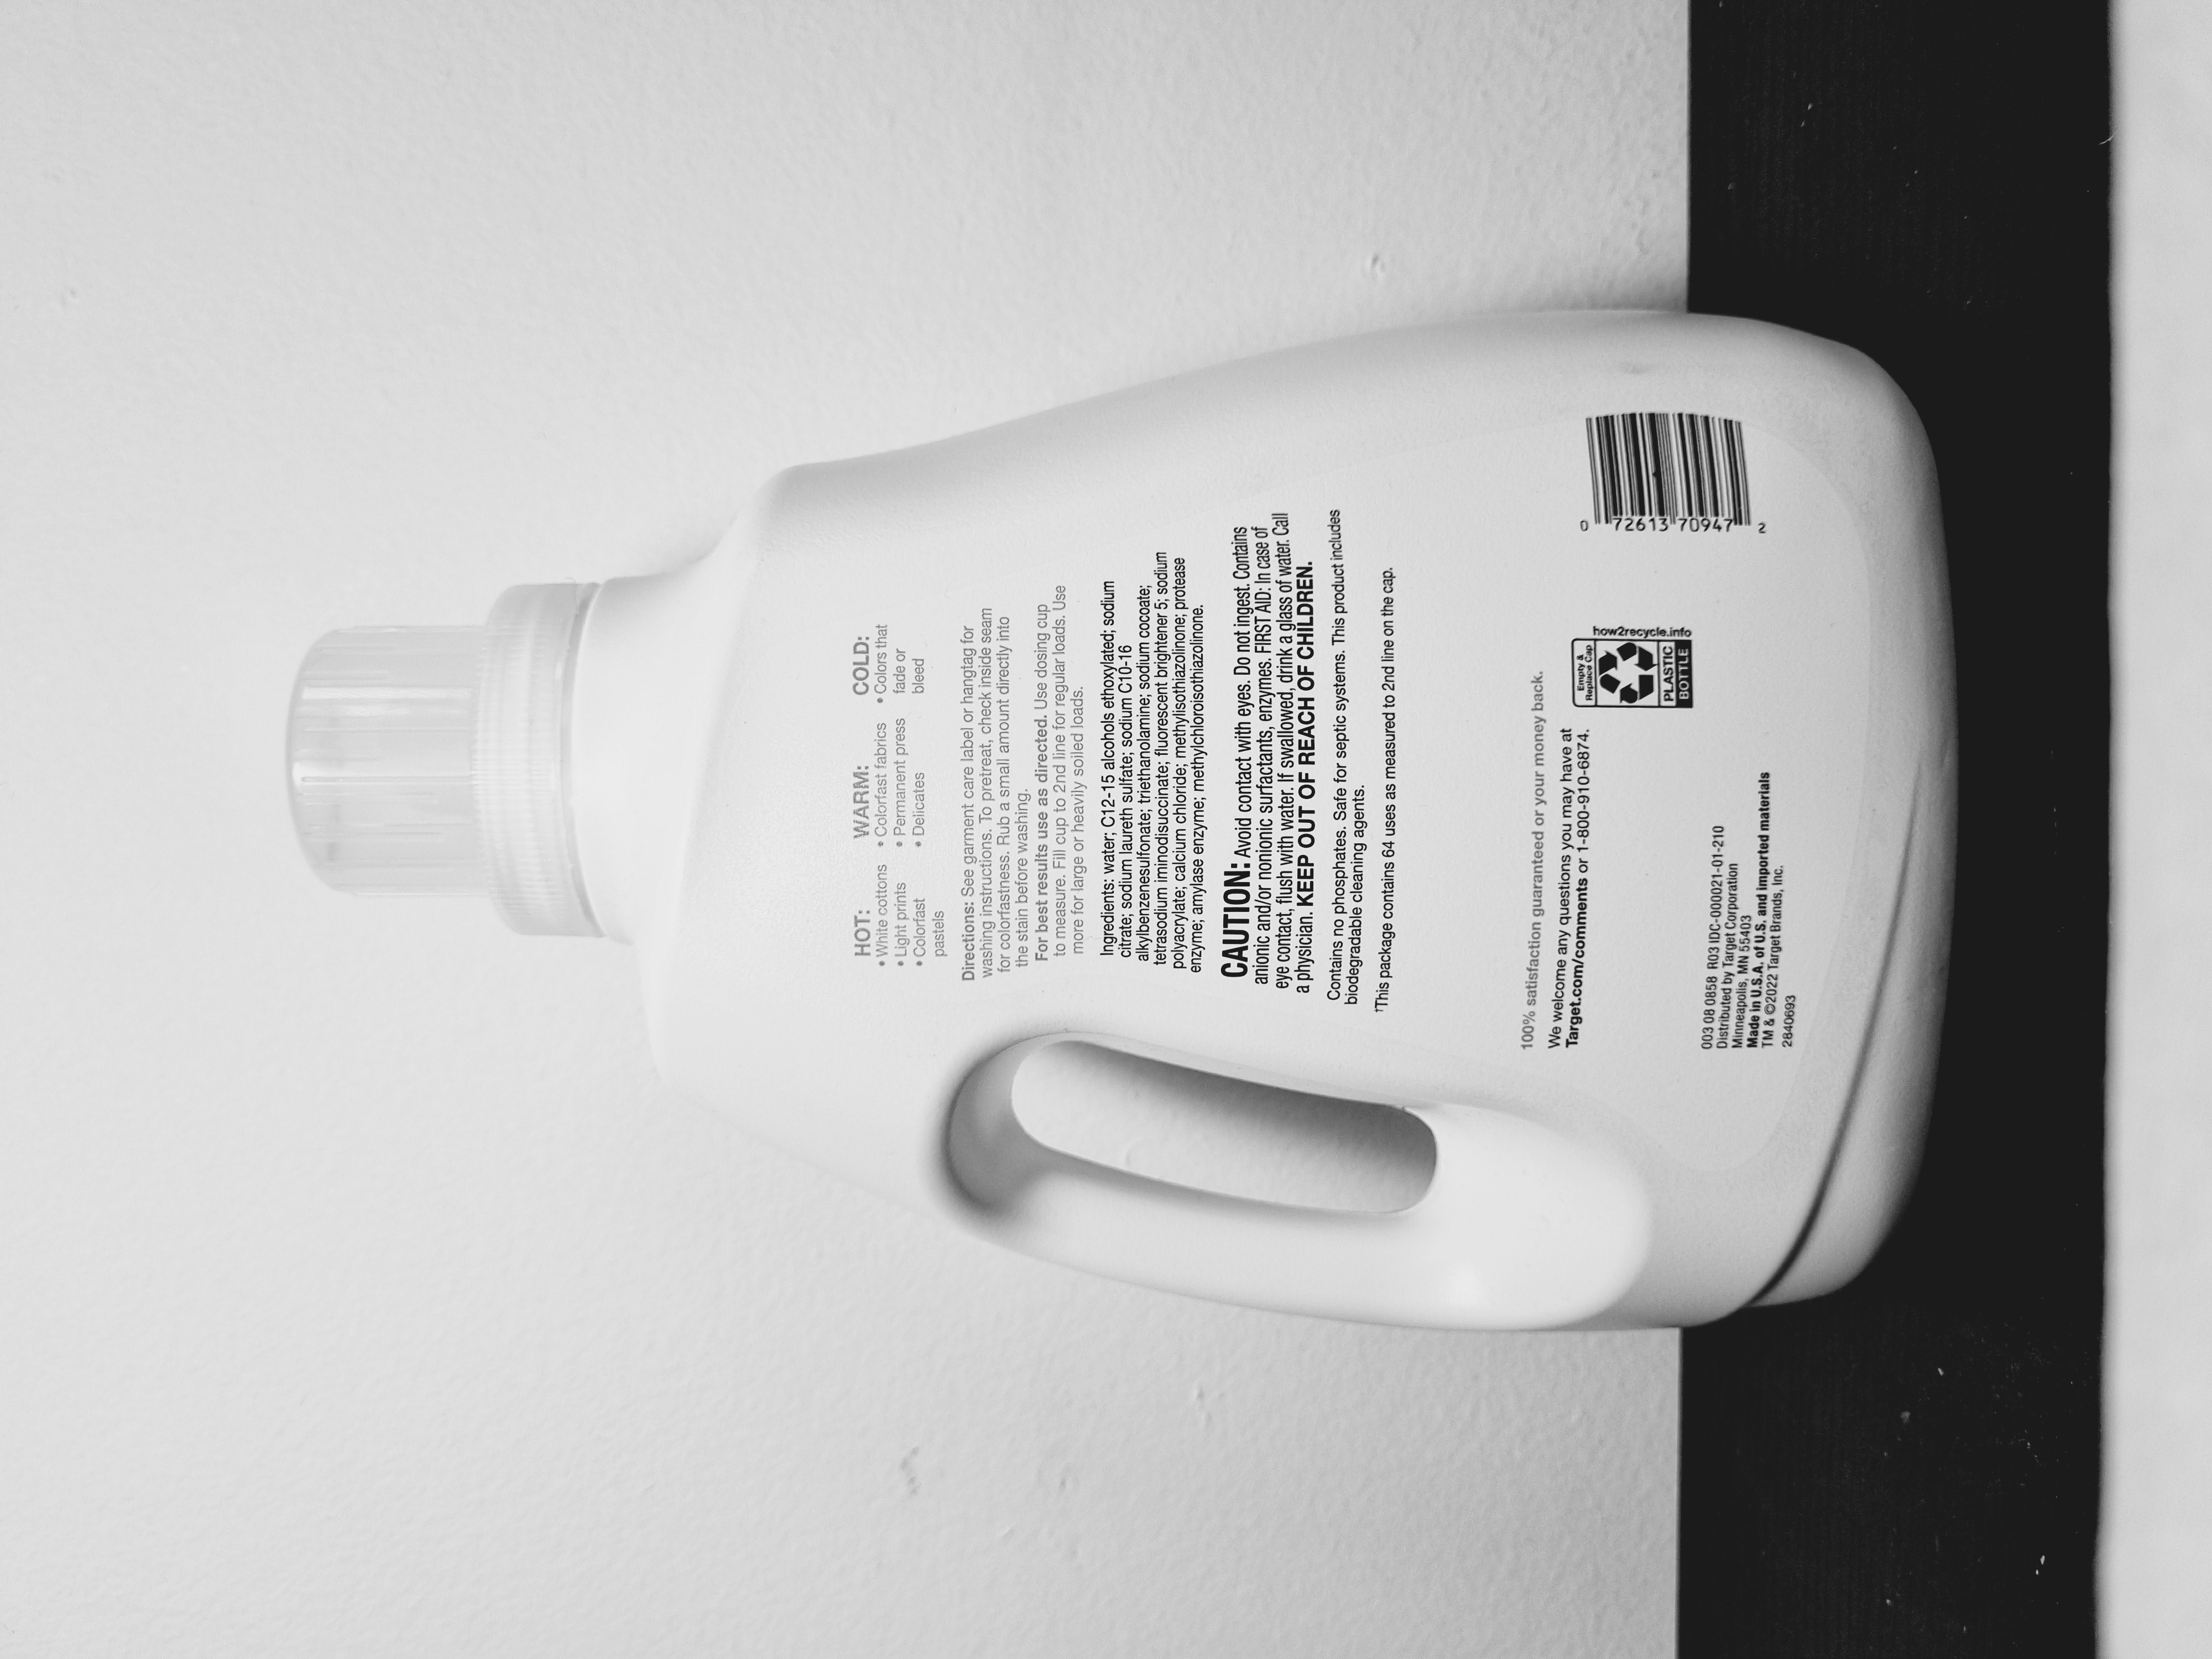 HOT:
• White cottons
• Light prints
• Colorfast
pastels
WARM:
• Colorfast fabrics
• Permanent press
• Delicates
COLD:
• Colors that
fade or
bleed
Directions: See garment care label or hangtag for
washing instructions. To pretreat, check inside seam
for colorfastness. Rub a small amount directly into
the stain before washing.
For best results use as directed. Use dosing cup
to measure. Fill cup to 2nd line for regular loads. Use
more for large or heavily soiled loads.
Ingredients: water; C12-15 alcohols ethoxylated; sodium
citrate; sodium laureth sulfate; sodium C10-16
alkylbenzenesulfonate; triethanolamine; sodium cocoate;
tetrasodium iminodisuccinate; fluorescent brightener 5; sodium
polyacrylate; calcium chloride; methylisothiazolinone; protease
enzyme; amylase enzyme; methylchloroisothiazolinone.
CAUTION: Avoid contact with eyes. Do not ingest. Contains
anionic and/or nonionic surfactants, enzymes. FIRST AID: In case of
eye contact, flush with water. If swallowed, drink a glass of water. Call
a physician. KEEP OUT OF REACH OF CHILDREN.
Contains no phosphates. Safe for septic systems. This product includes
biodegradable cleaning agents.
†This package contains 64 uses as measured to 2nd line on the cap.
100% satisfaction guaranteed or your money back.
We welcome any questions you may have at
Target.com/comments or 1-800-910-6874.
Empty &
Replace Cap
PLASTIC
BOTTLE
how2recycle.info
0 72613 70947 2
003 08 0858 R03 IDC-000021-01-210
Distributed by Target Corporation
Minneapolis, MN 55403
Made in U.S.A. of U.S. and imported materials
TM & ©2022 Target Brands, Inc.
2840693